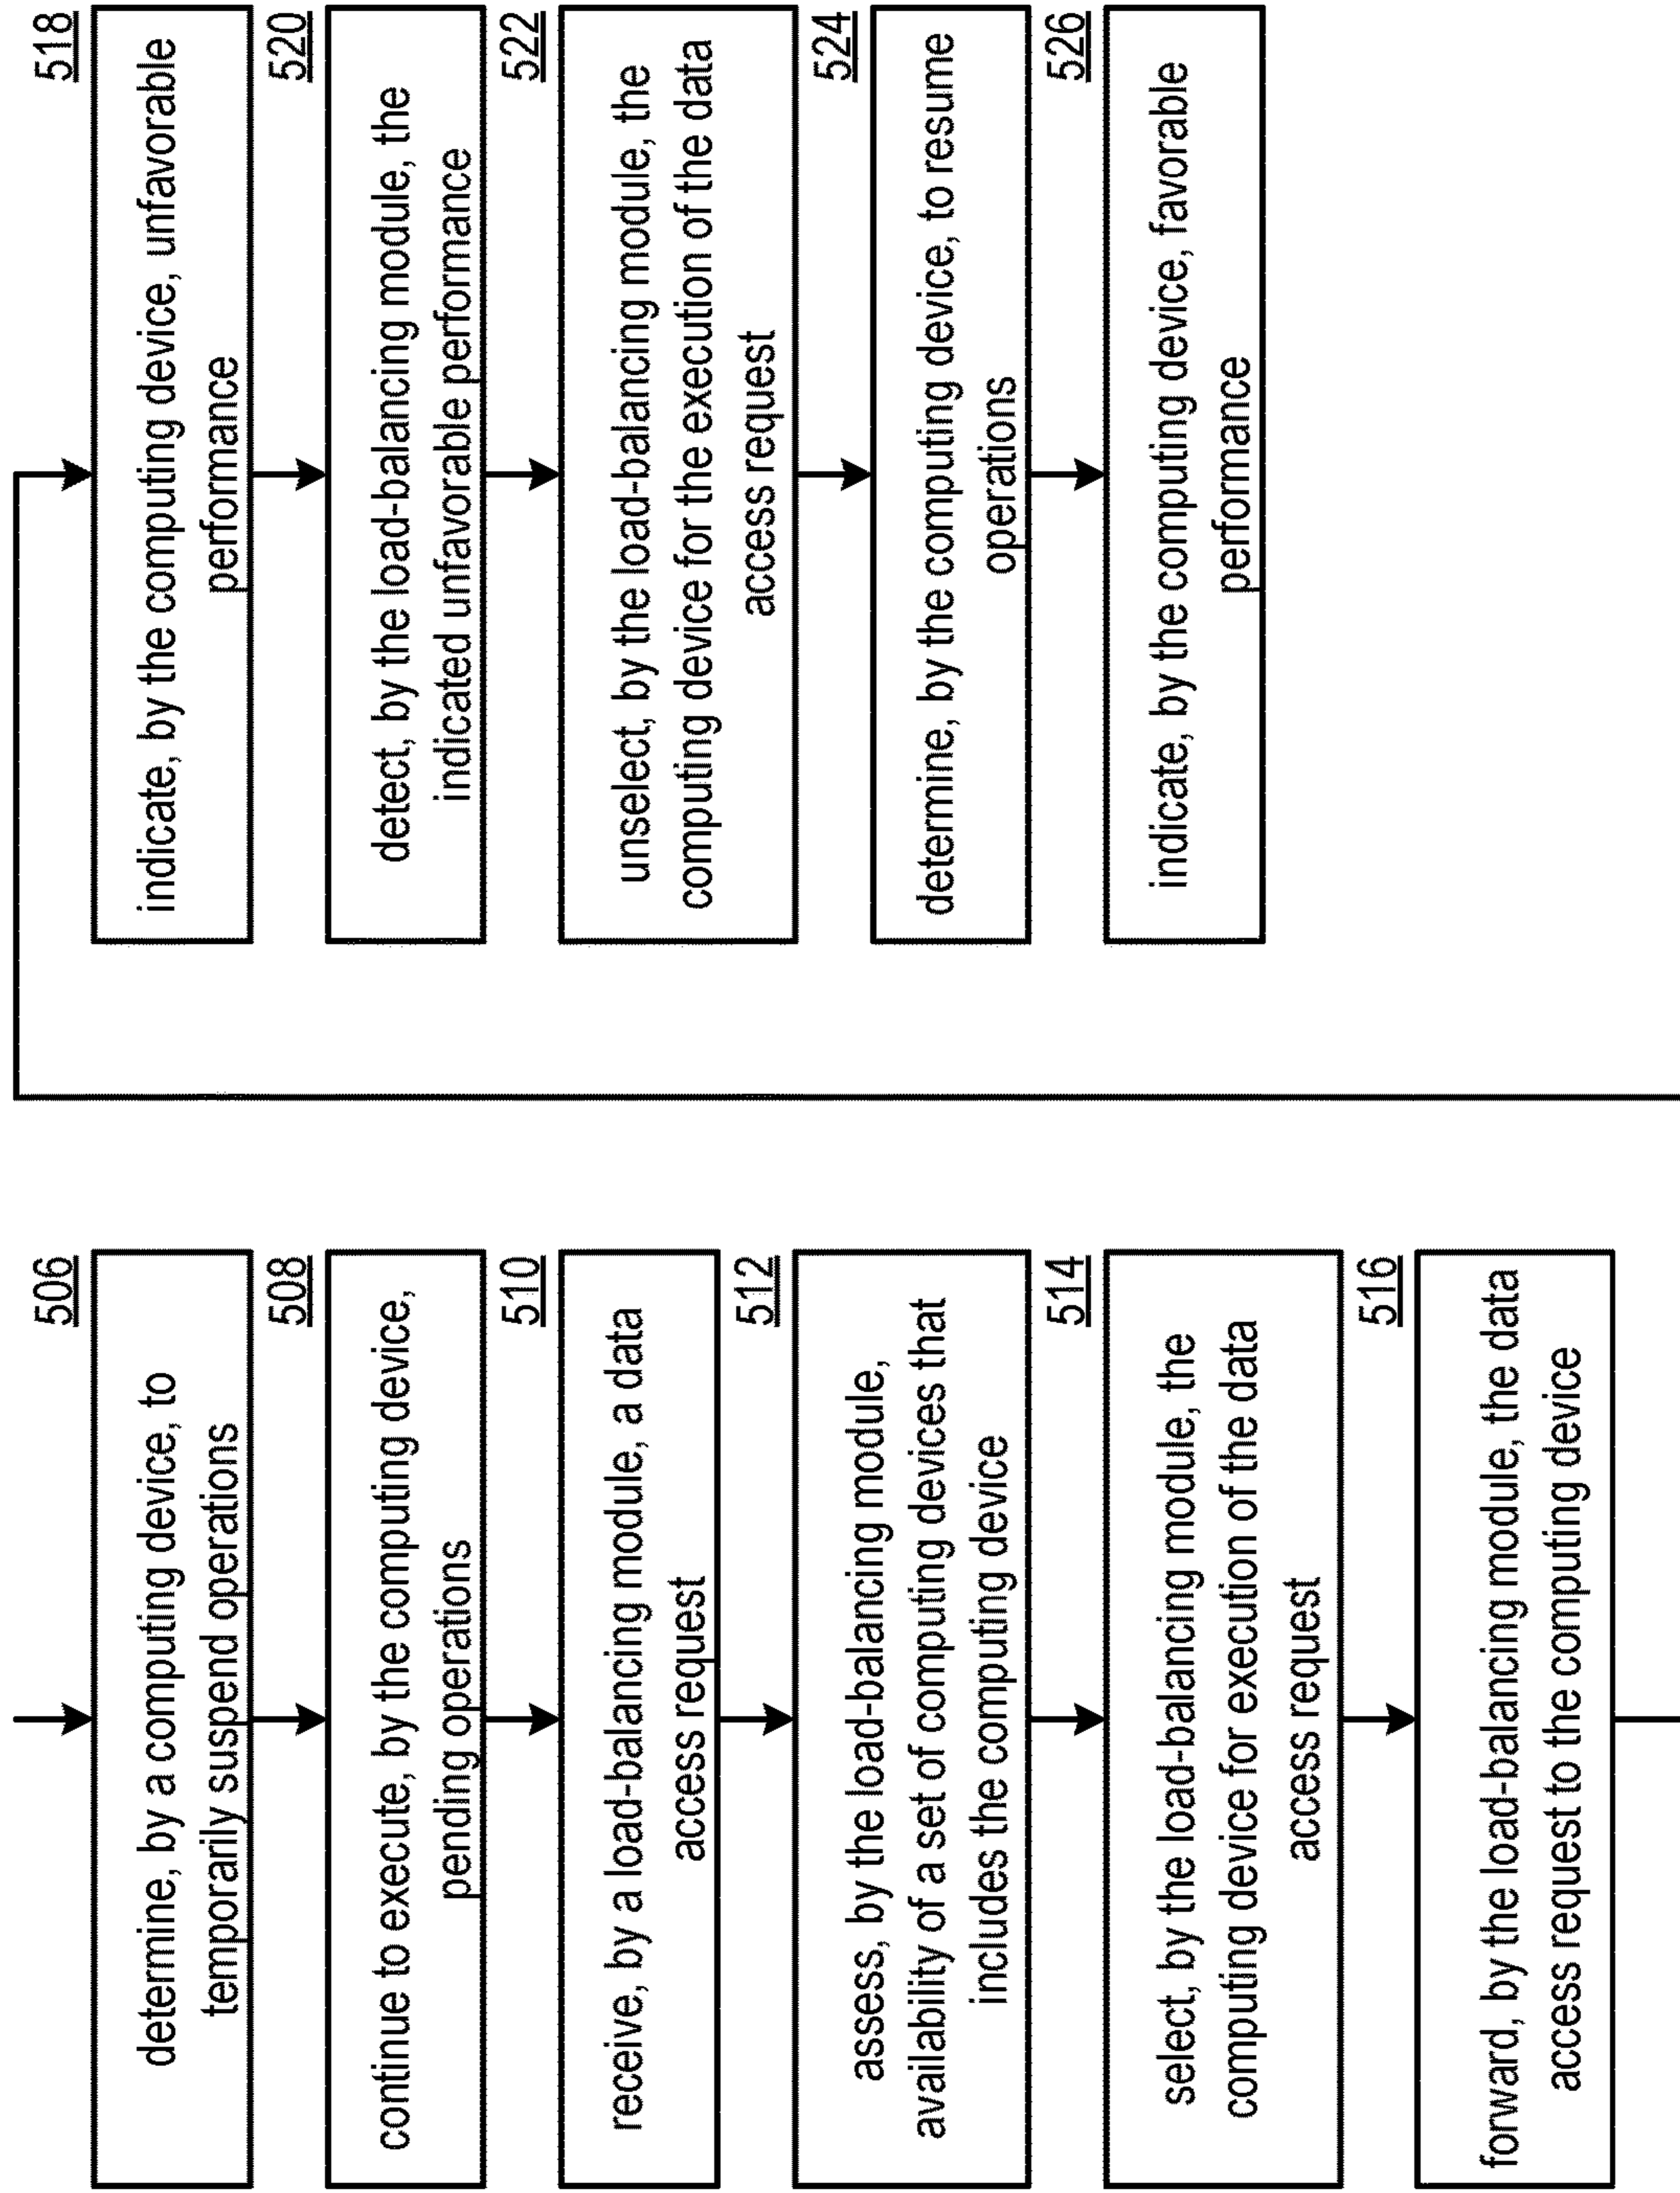 506
determine, by a computing device, to
temporarily suspend operations
508
continue to execute, by the computing device,
pending operations
510
receive, by a load-balancing module, a data
access request
512
assess, by the load-balancing module,
availability of a set of computing devices that
includes the computing device
514
select, by the load-balancing module, the
computing device for execution of the data
access request
516
forward, by the load-balancing module, the data
access request to the computing device
518
indicate, by the computing device, unfavorable
performance
520
detect, by the load-balancing module, the
indicated unfavorable performance
522
unselect, by the load-balancing module, the
computing device for the execution of the data
access request
524
determine, by the computing device, to resume
operations
526
indicate, by the computing device, favorable
performance